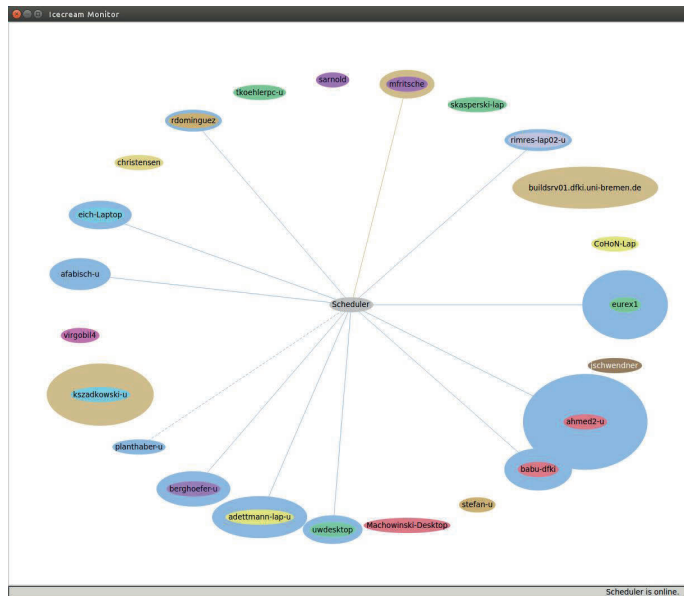 Icecream Monitor
sarnold
mfritsche
tkoehlerpc-u
skasperski-lap
rdominguez
rimres-lap02-u
christensen
buildsrv01.dfki.uni-bremen.de
eich-Laptop
CoHoN-Lap
afabisch-u
Scheduler
eurex1
virgobil4
jschwendner
kszadkowski-u
ahmed2-u
planthaber-u
babu-dfki
berghoefer-u
stefan-u
adettmann-lap-u
Machowinski-Desktop
uwdesktop
Scheduler is online.